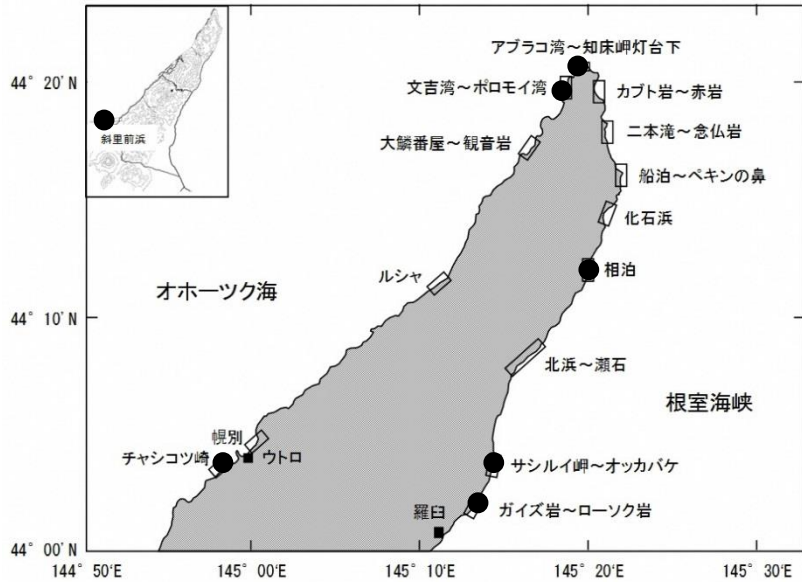 アブラコ湾～知床岬灯台下
44° 20'N
文吉湾～ポロモイ湾
カブト岩～赤岩
斜里前浜
大鱗番屋～観音岩
二本滝～念仏岩
船泊～ペキンの鼻
化石浜
ルシャ
相泊
オホーツク海
44° 10'N
北浜～瀬石
根室海峡
幌別
チャシコツ崎
ウトロ
サシルイ岬～オッカバケ
羅臼
ガイズ岩～ローソク岩
44° 00'N
144° 50'E
145° 00'E
145° 10'E
145° 20'E
145° 30'E